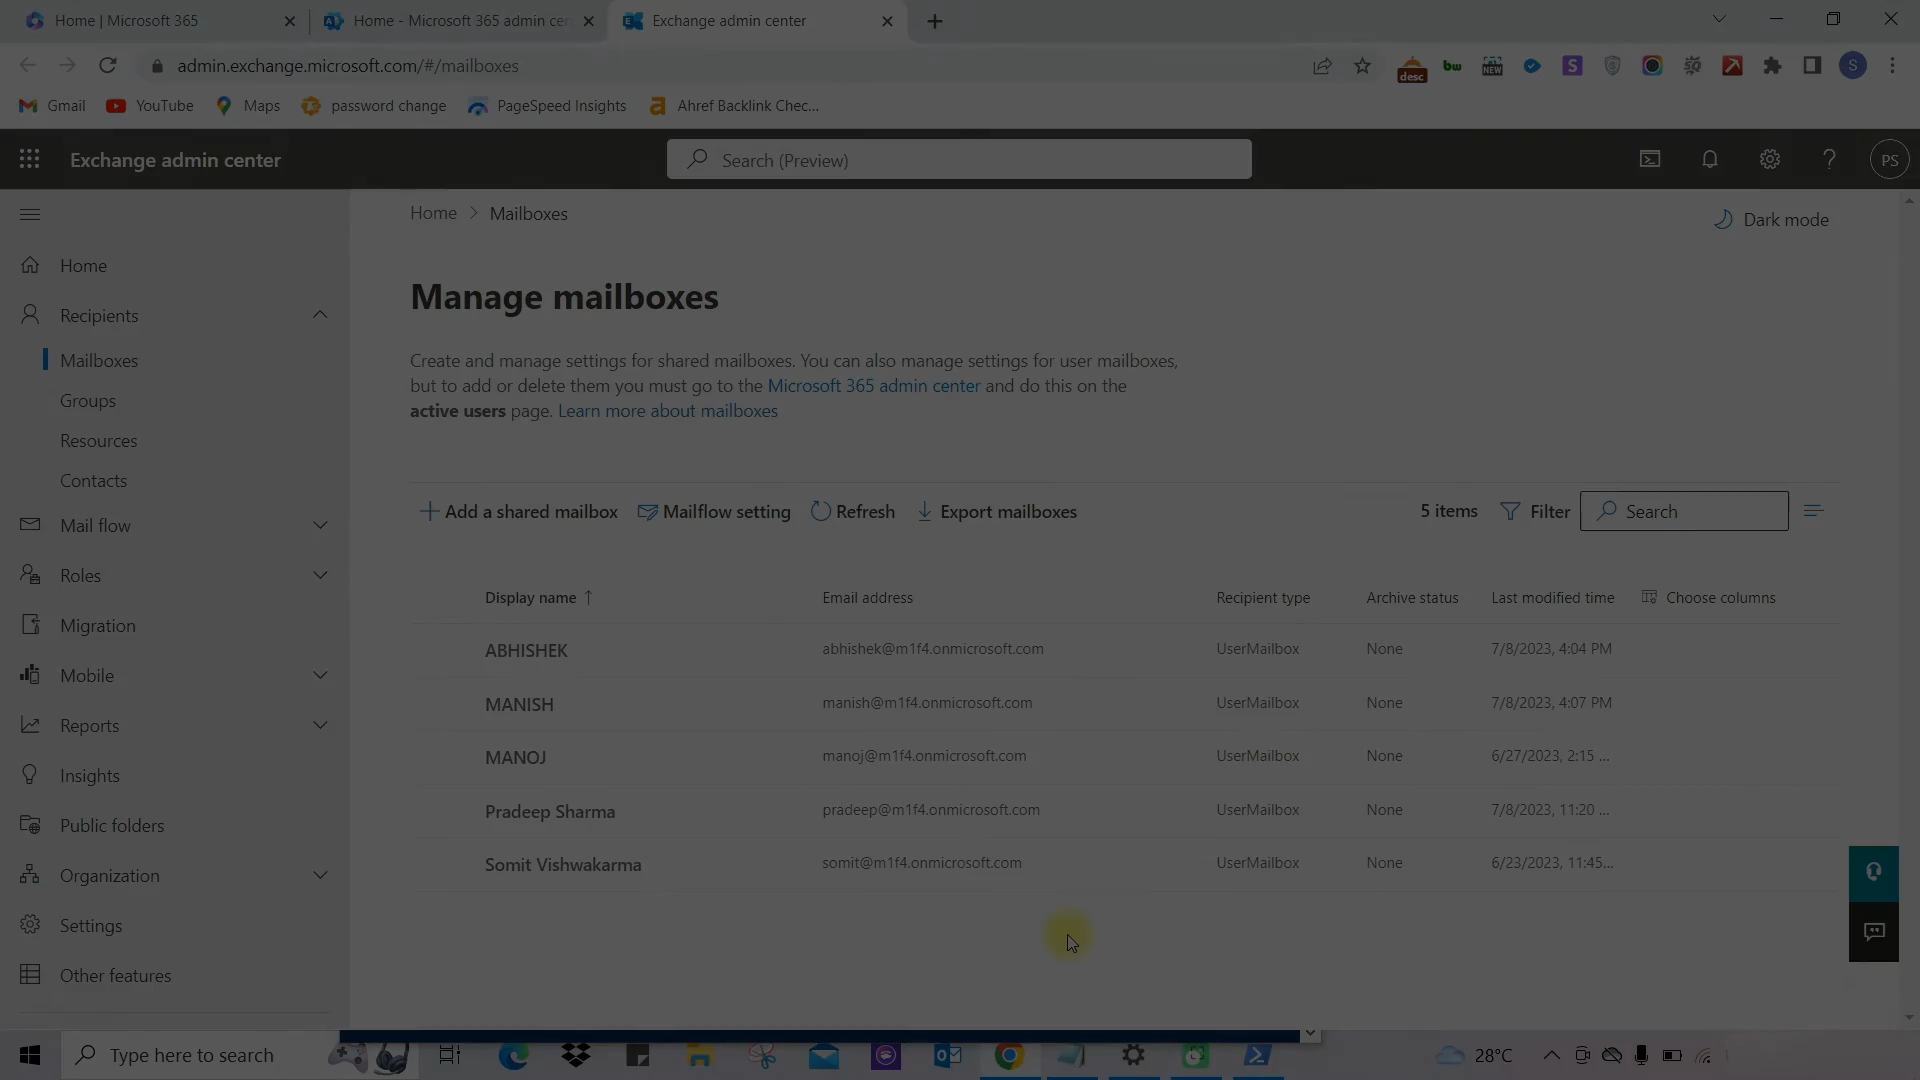 Home | Microsoft 365
Home - Microsoft 365 admin cen
Exchange admin center
admin.exchange.microsoft.com/#/mailboxes
desc
bw
NEW
S
S
Gmail
YouTube
Maps
password change
PageSpeed Insights
Ahref Backlink Chec...
Exchange admin center
Search (Preview)
PS
Home > Mailboxes
Dark mode
Home
Recipients
Mailboxes
Groups
Resources
Contacts
Mail flow
Roles
Migration
Mobile
Reports
Insights
Public folders
Organization
Settings
Other features
Manage mailboxes
Create and manage settings for shared mailboxes. You can also manage settings for user mailboxes,
but to add or delete them you must go to the Microsoft 365 admin center and do this on the
active users page. Learn more about mailboxes
Add a shared mailbox Mailflow setting Refresh Export mailboxes 5 items Filter Search
Display name ↑ Email address Recipient type Archive status Last modified time Choose columns
ABHISHEK abhishek@m1f4.onmicrosoft.com UserMailbox None 7/8/2023, 4:04 PM
MANISH manish@m1f4.onmicrosoft.com UserMailbox None 7/8/2023, 4:07 PM
MANOJ manoj@m1f4.onmicrosoft.com UserMailbox None 6/27/2023, 2:15 ...
Pradeep Sharma pradeep@m1f4.onmicrosoft.com UserMailbox None 7/8/2023, 11:20 ...
Somit Vishwakarma somit@m1f4.onmicrosoft.com UserMailbox None 6/23/2023, 11:45...
Type here to search
28°C